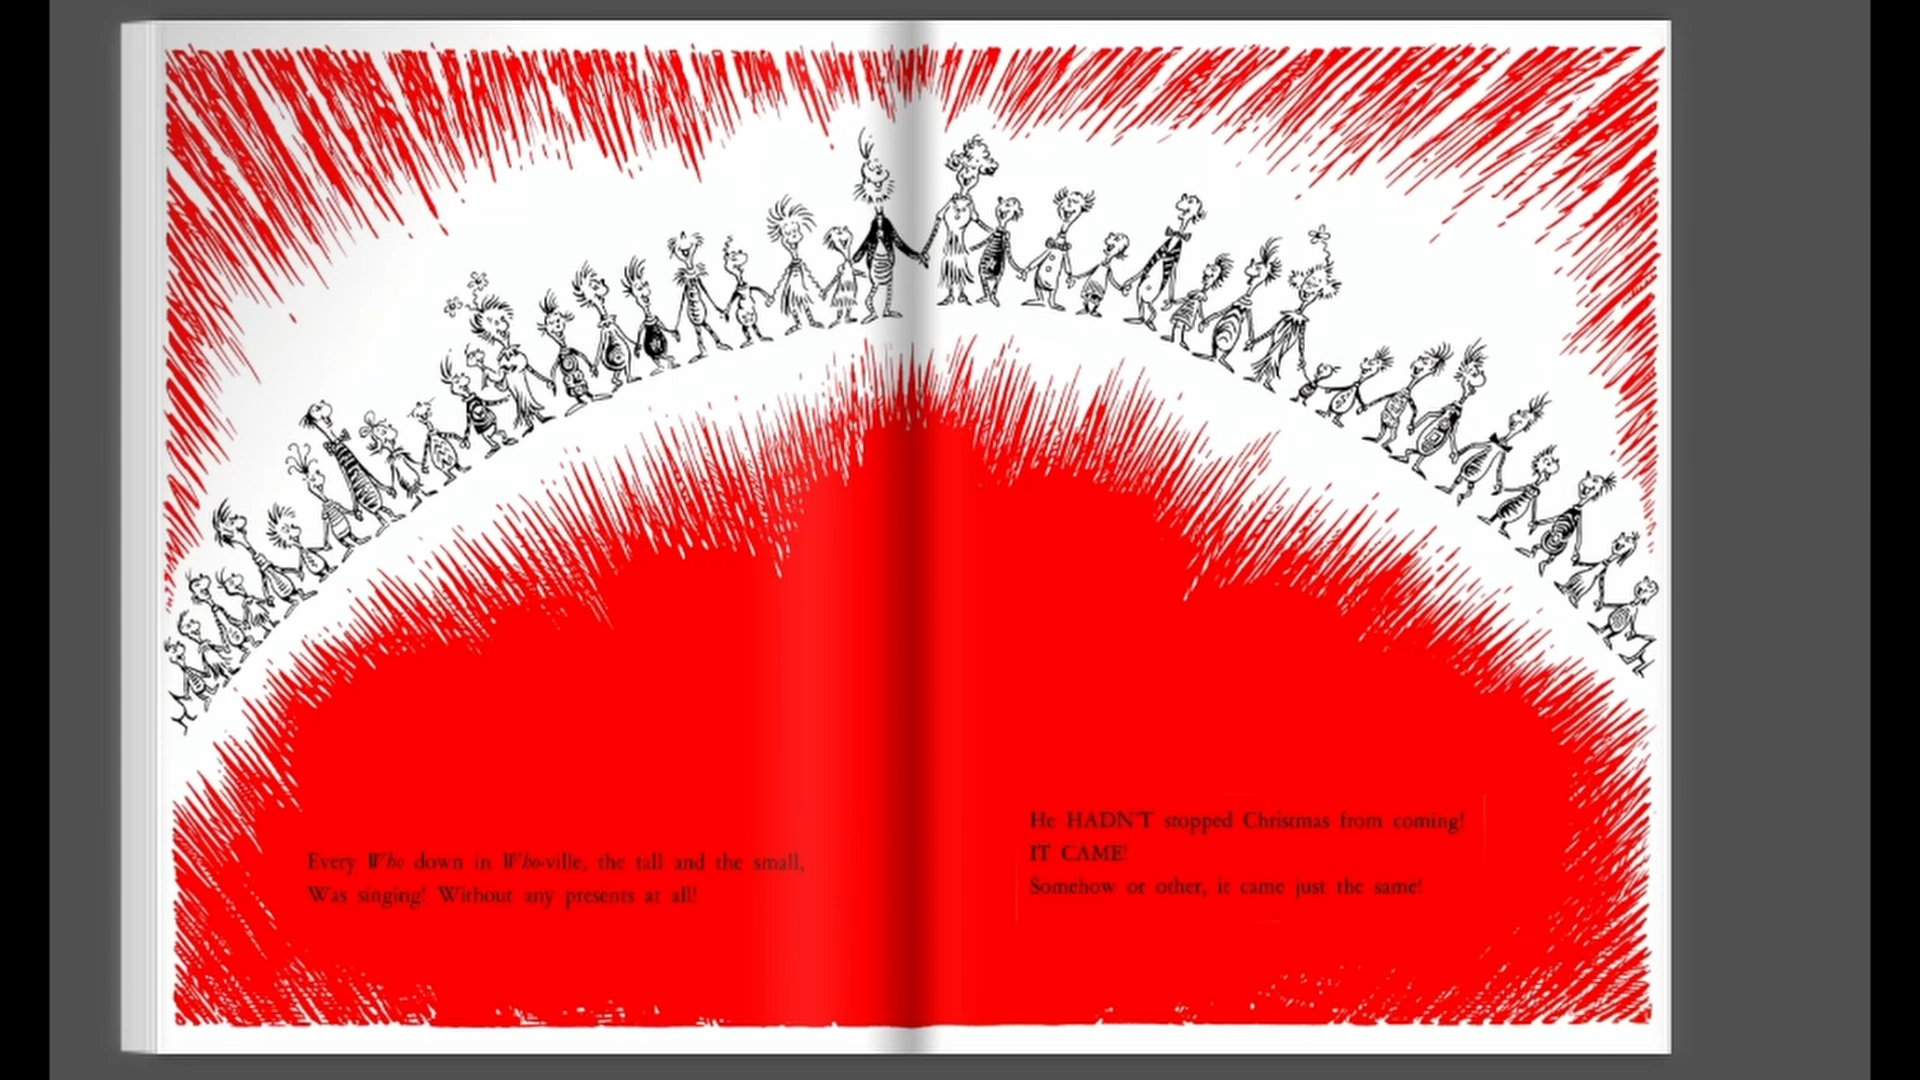 Every Who down in Who-ville, the tall and the small,
Was singing! Without any presents at all!
He HADN'T stopped Christmas from coming!
IT CAME!
Somehow or other, it came just the same!